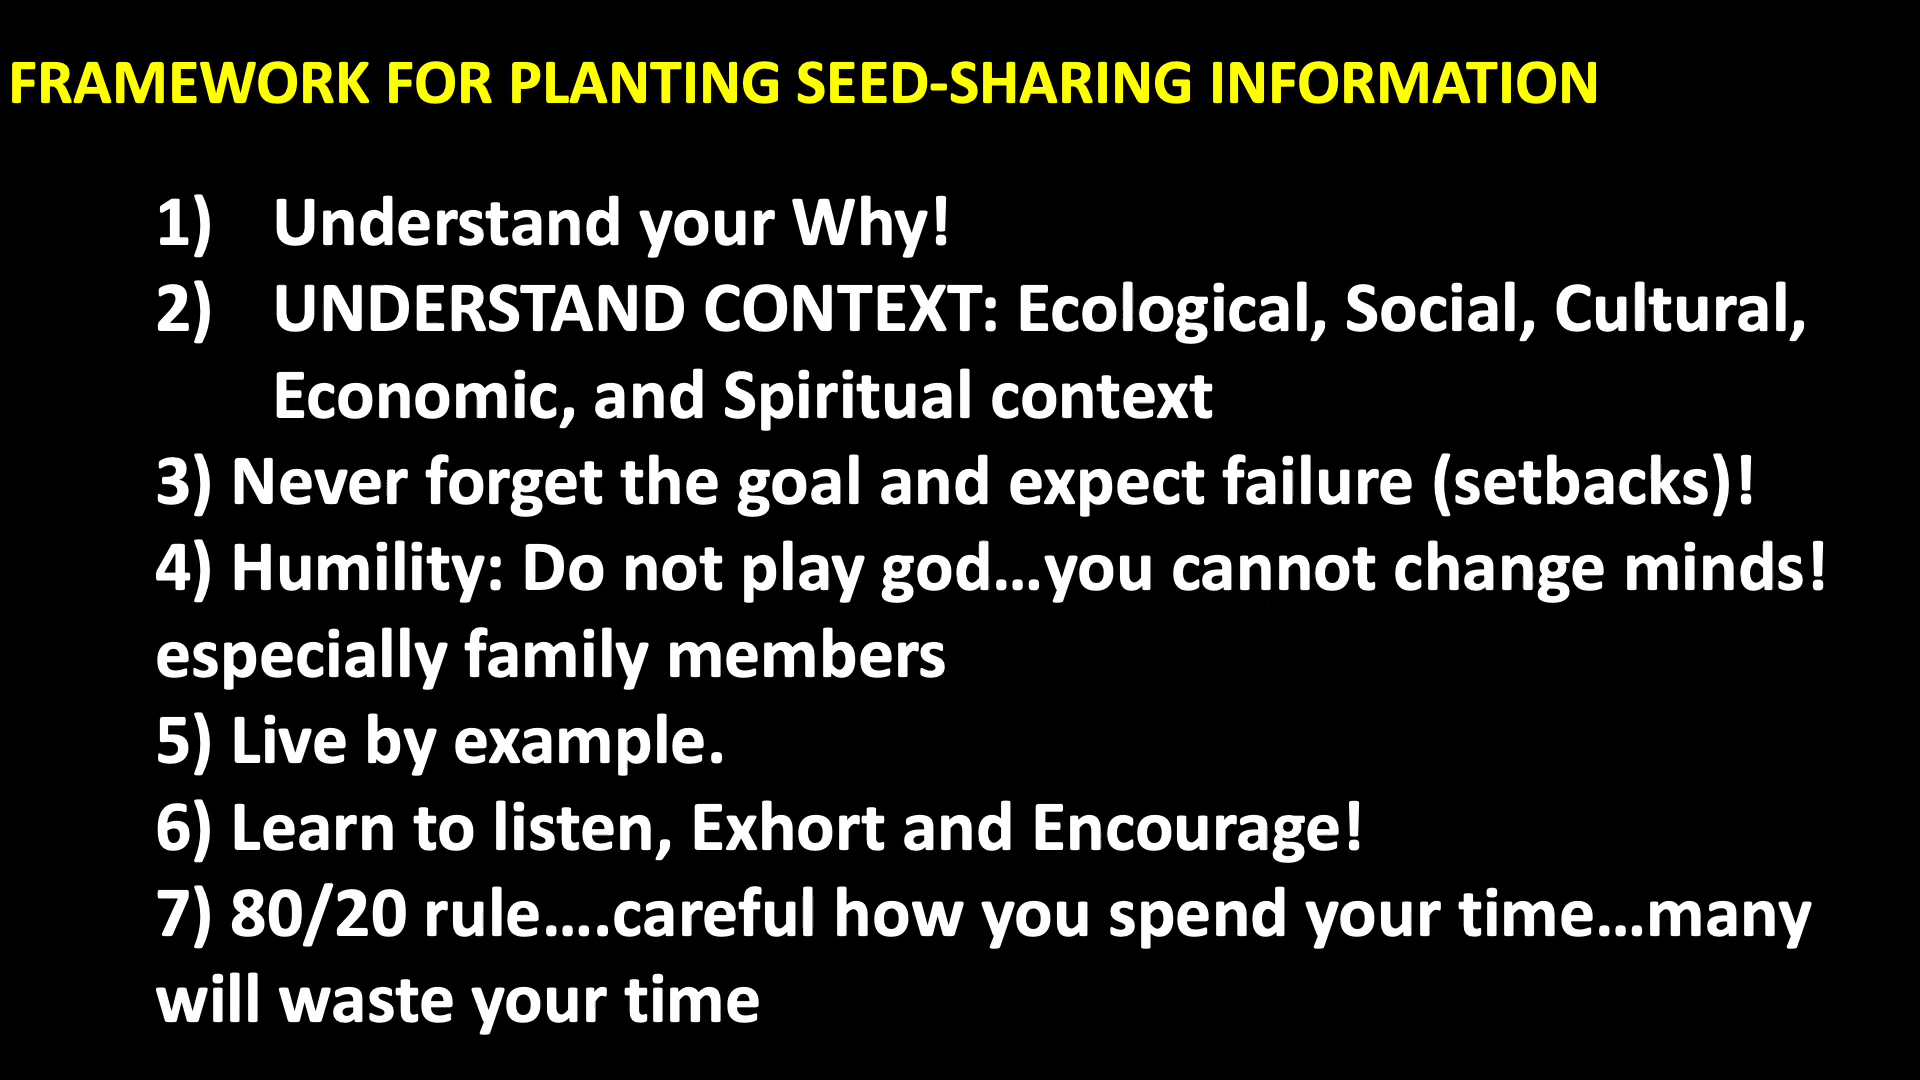 FRAMEWORK FOR PLANTING SEED-SHARING INFORMATION
1) Understand your Why!
2) UNDERSTAND CONTEXT: Ecological, Social, Cultural,
Economic, and Spiritual context
3) Never forget the goal and expect failure (setbacks)!
4) Humility: Do not play god...you cannot change minds!
especially family members
5) Live by example.
6) Learn to listen, Exhort and Encourage!
7) 80/20 rule....careful how you spend your time...many
will waste your time